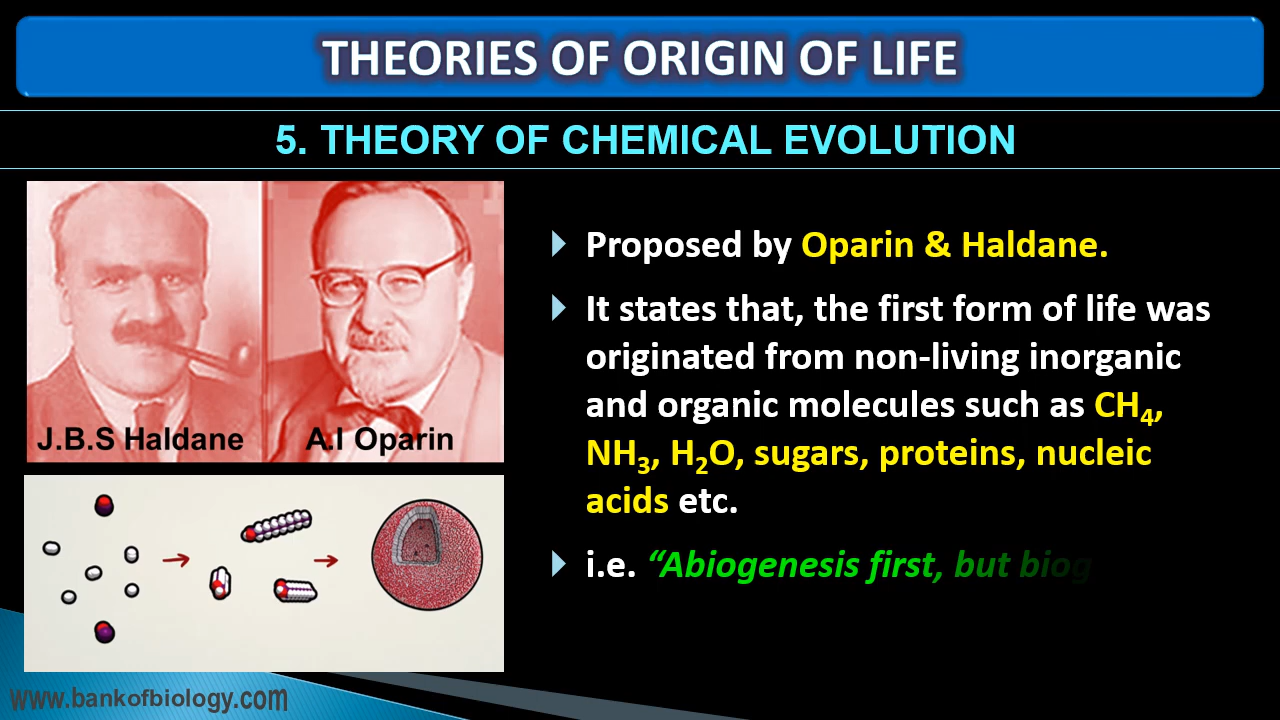 THEORIES OF ORIGIN OF LIFE
5. THEORY OF CHEMICAL EVOLUTION
J.B.S Haldane
A.I Oparin
Proposed by Oparin & Haldane.
It states that, the first form of life was
originated from non-living inorganic
and organic molecules such as CH₄,
NH₃, H₂O, sugars, proteins, nucleic
acids etc.
i.e. “Abiogenesis first, but biog
www.bankofbiology.com